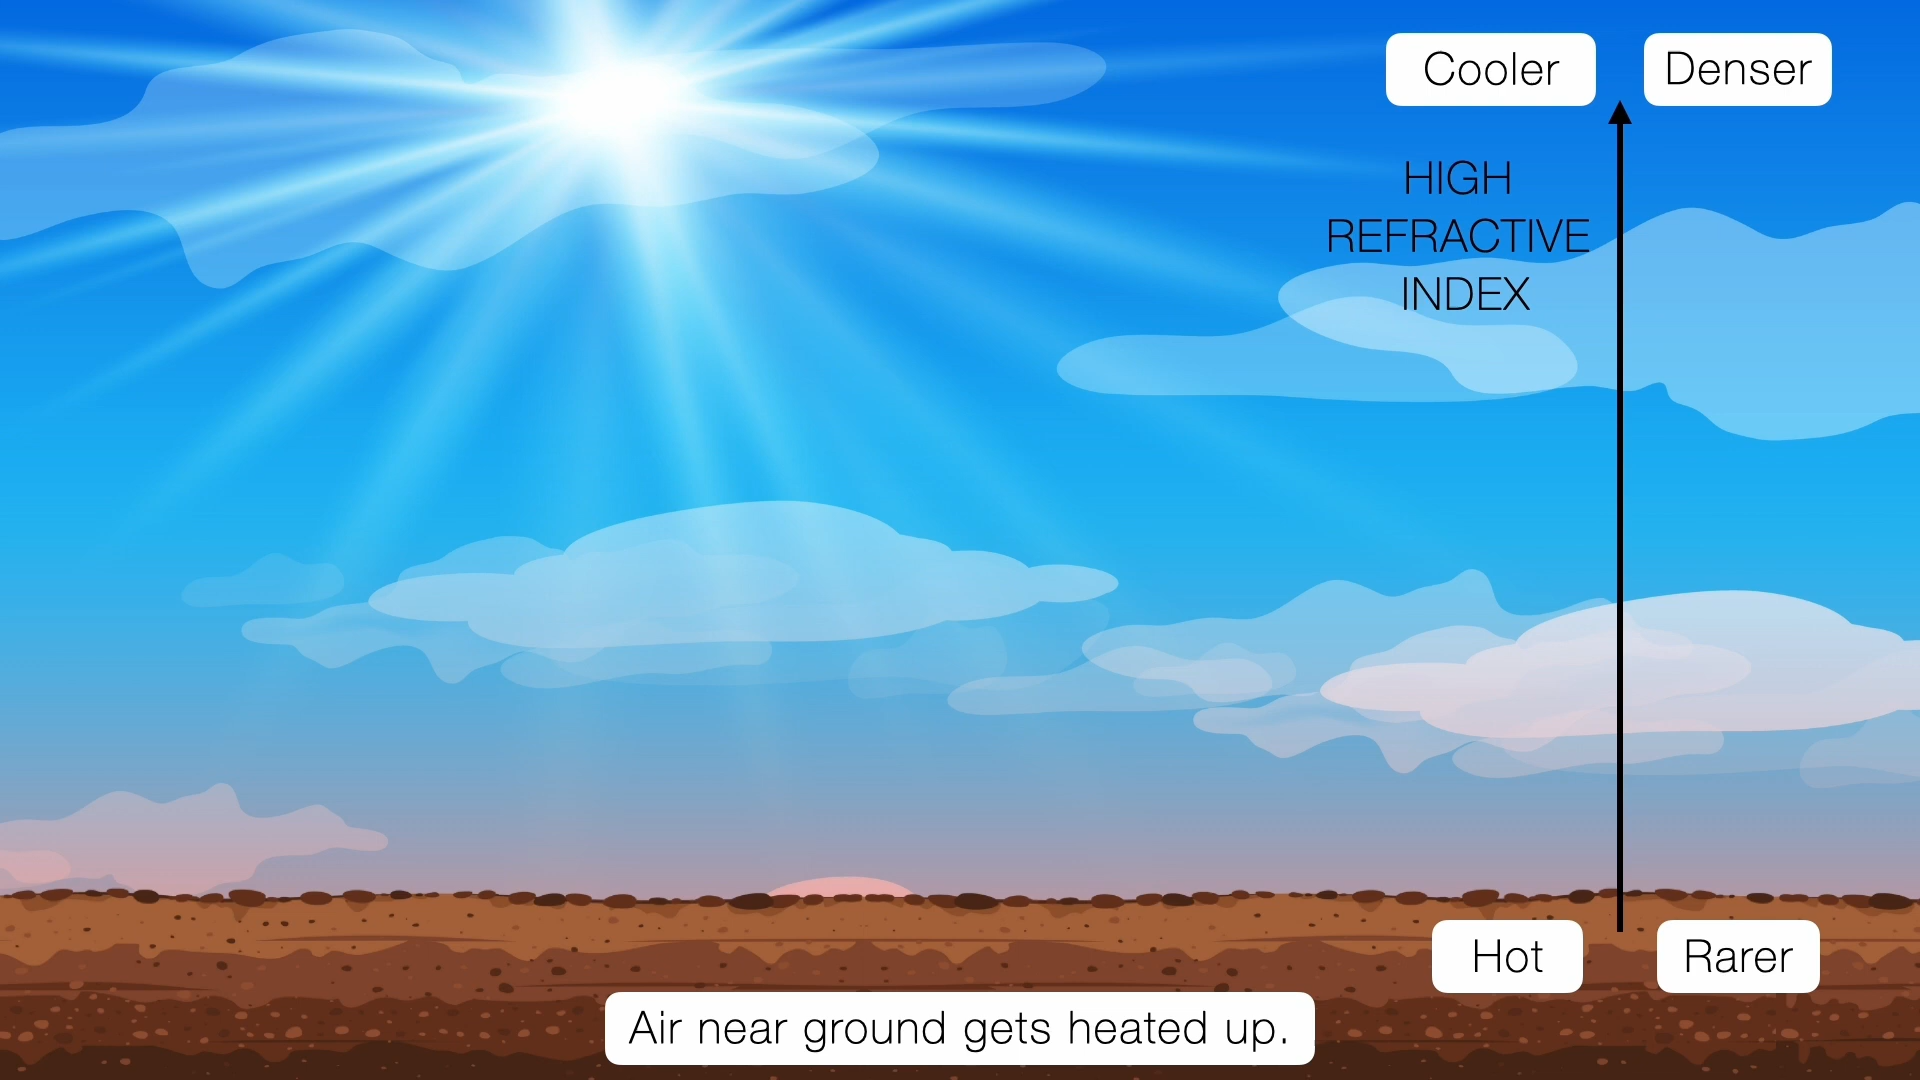 Cooler
Denser
HIGH
REFRACTIVE
INDEX
Hot
Rarer
Air near ground gets heated up.